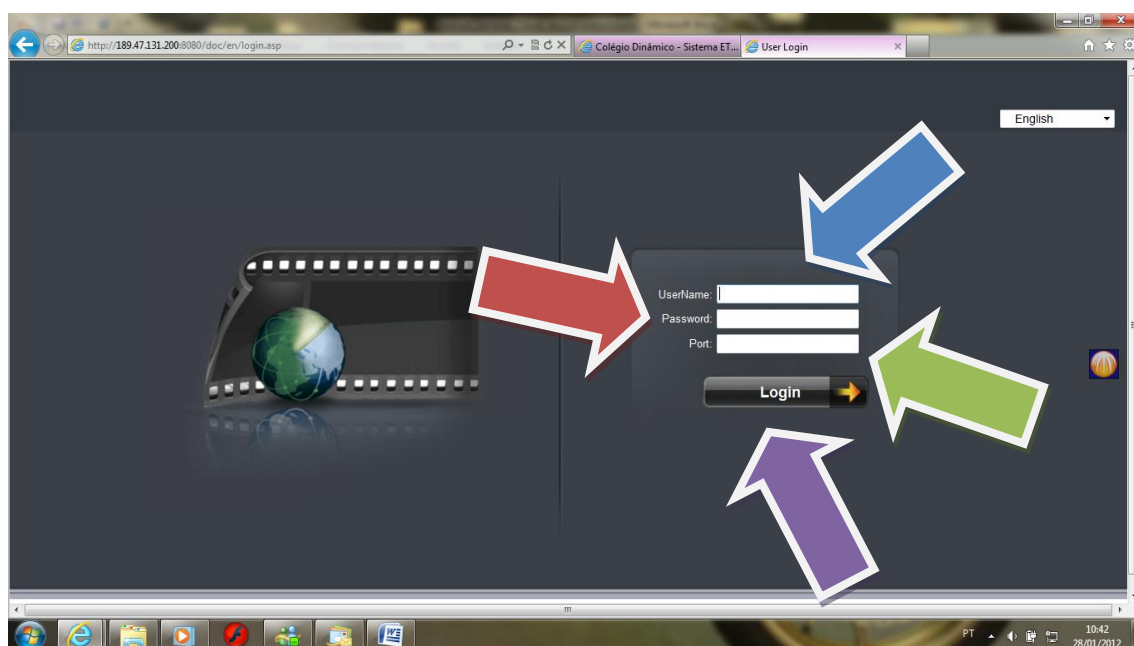 http://189.47.131.200:8080/doc/en/login.asp
Colégio Dinâmico - Sistema ET...
User Login
English
UserName:
Password:
Port:
Login
PT
10:42
28/01/2012